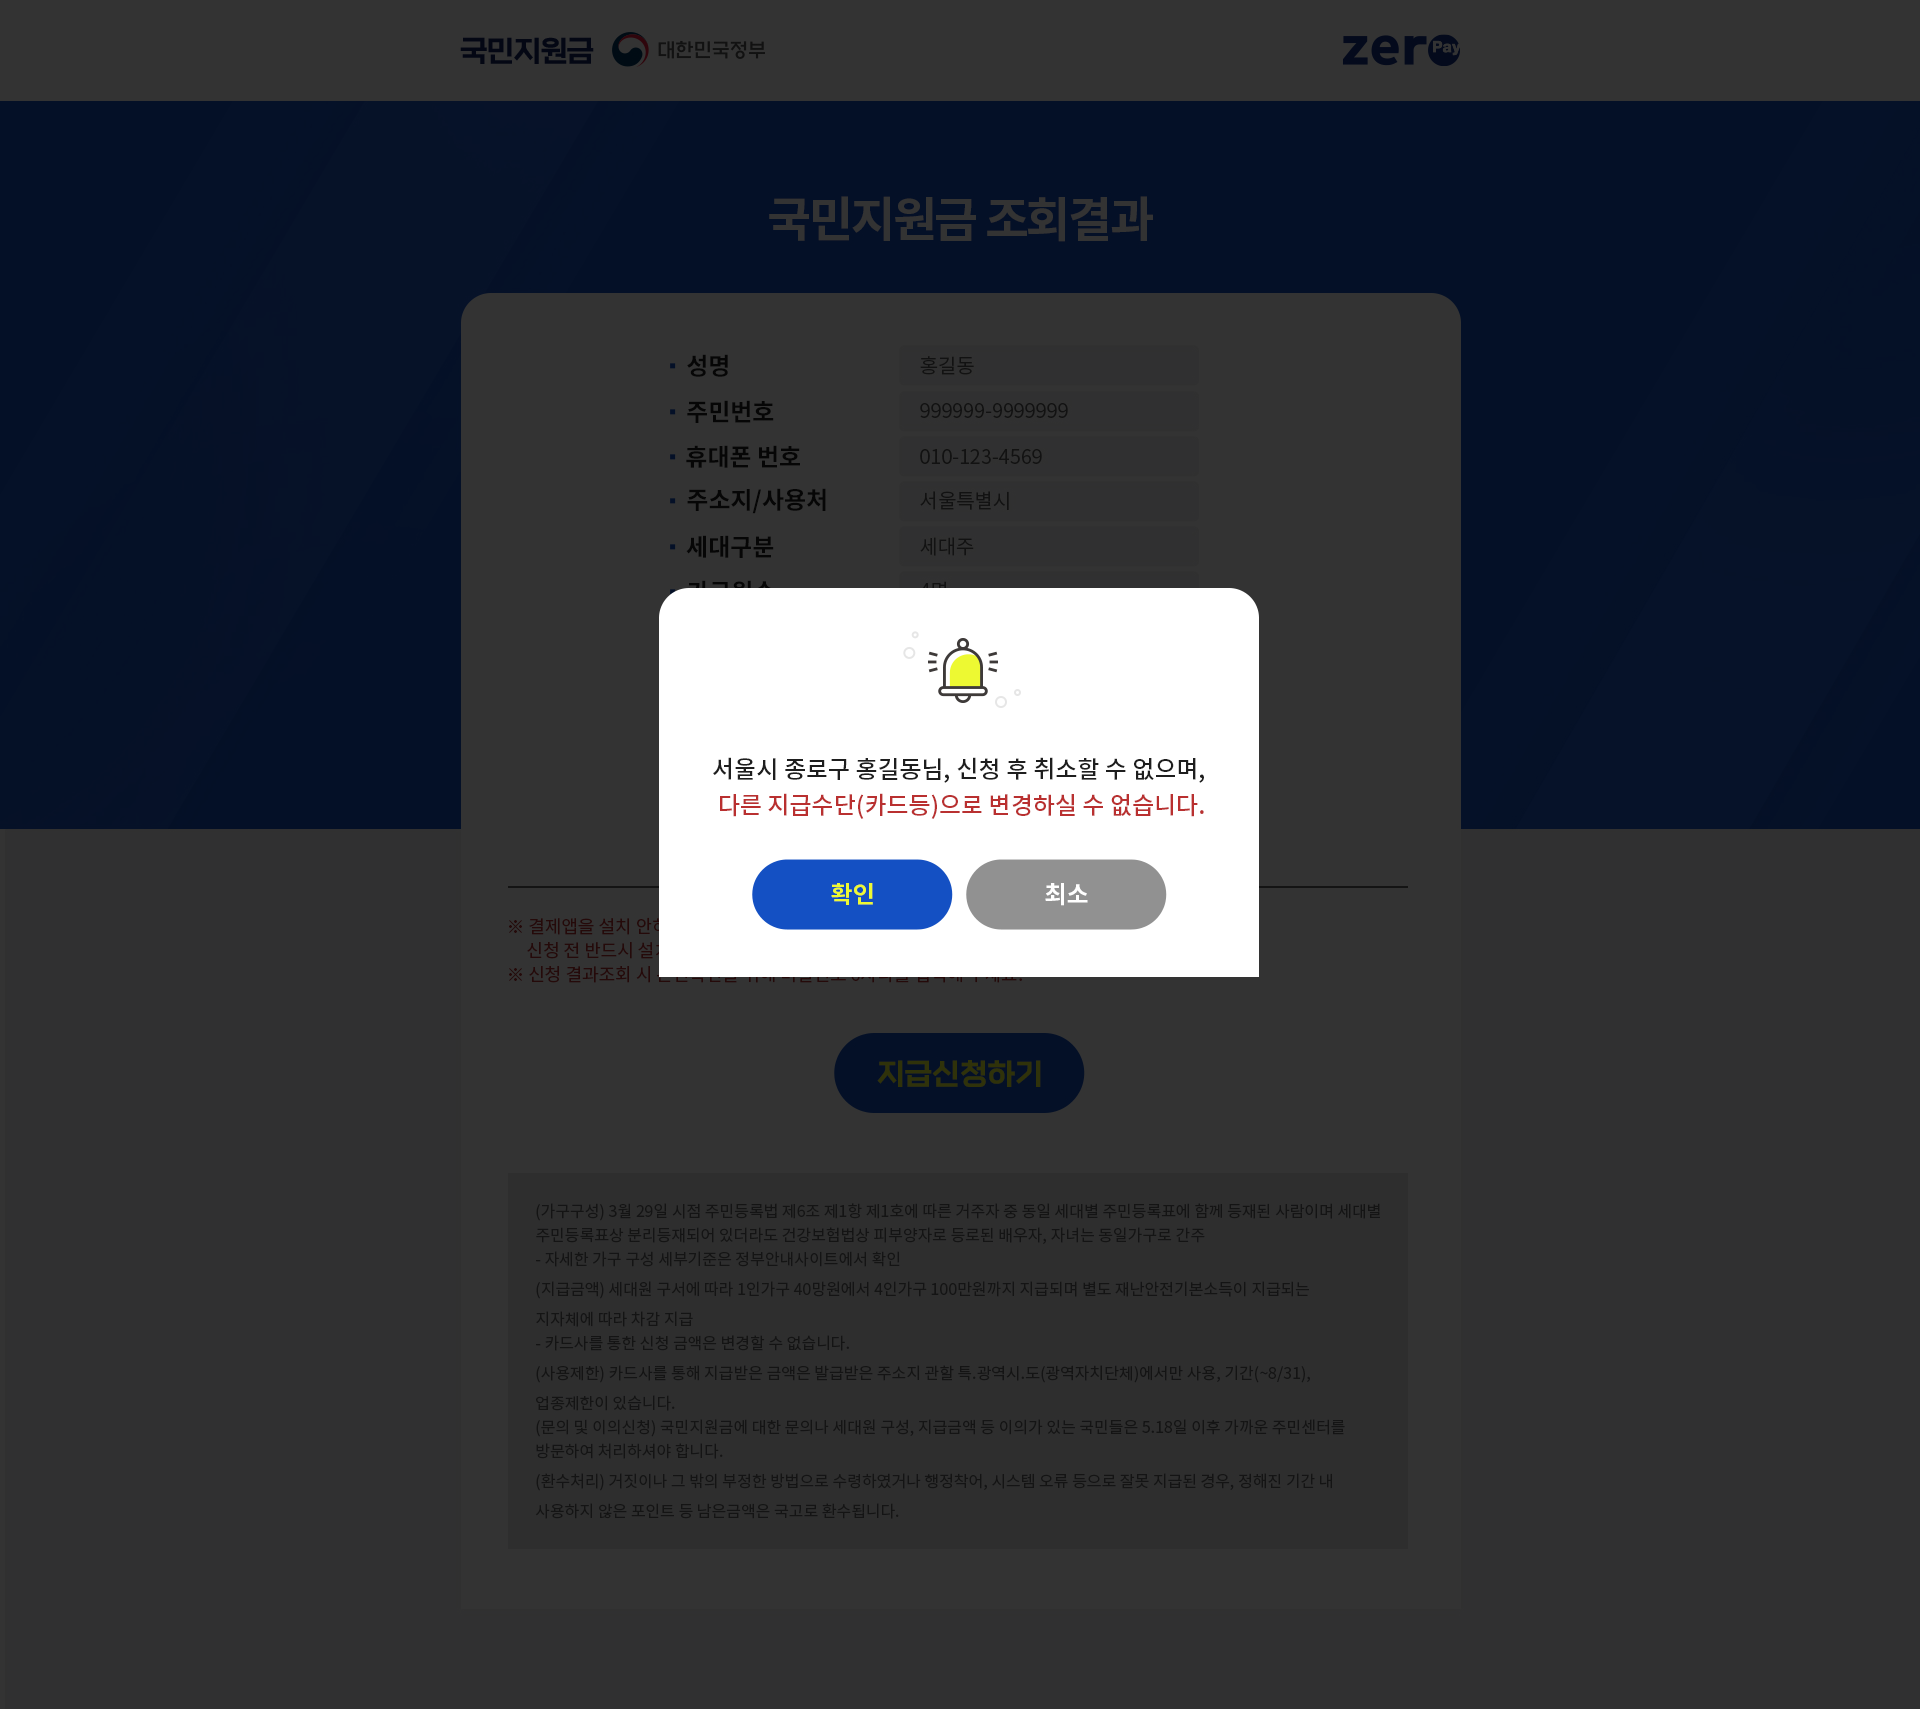 국민지원금 대한민국정부
zero Pay
국민지원금 조회결과
성명 홍길동
주민번호 999999-9999999
휴대폰 번호 010-123-4569
주소지/사용처 서울특별시
세대구분 세대주
서울시 종로구 홍길동님, 신청 후 취소할 수 없으며,
다른 지급수단(카드등)으로 변경하실 수 없습니다.
확인 취소
※ 결제앱을 설치
신청 전 반드시
※ 신청 결과조회 시
지급신청하기
(가구구성) 3월 29일 시점 주민등록법 제6조 제1항 제1호에 따른 거주자 중 동일 세대별 주민등록표에 함께 등재된 사람이며 세대별
주민등록표상 분리등재되어 있더라도 건강보험법상 피부양자로 등로된 배우자, 자녀는 동일가구로 간주
- 자세한 가구 구성 세부기준은 정부안내사이트에서 확인
(지급금액) 세대원 구서에 따라 1인가구 40망원에서 4인가구 100만원까지 지급되며 별도 재난안전기본소득이 지급되는
지자체에 따라 차감 지급
- 카드사를 통한 신청 금액은 변경할 수 없습니다.
(사용제한) 카드사를 통해 지급받은 금액은 발급받은 주소지 관할 특.광역시.도(광역자치단체)에서만 사용, 기간(~8/31),
업종제한이 있습니다.
(문의 및 이의신청) 국민지원금에 대한 문의나 세대원 구성, 지급금액 등 이의가 있는 국민들은 5.18일 이후 가까운 주민센터를
방문하여 처리하셔야 합니다.
(환수처리) 거짓이나 그 밖의 부정한 방법으로 수령하였거나 행정착어, 시스템 오류 등으로 잘못 지급된 경우, 정해진 기간 내
사용하지 않은 포인트 등 남은금액은 국고로 환수됩니다.